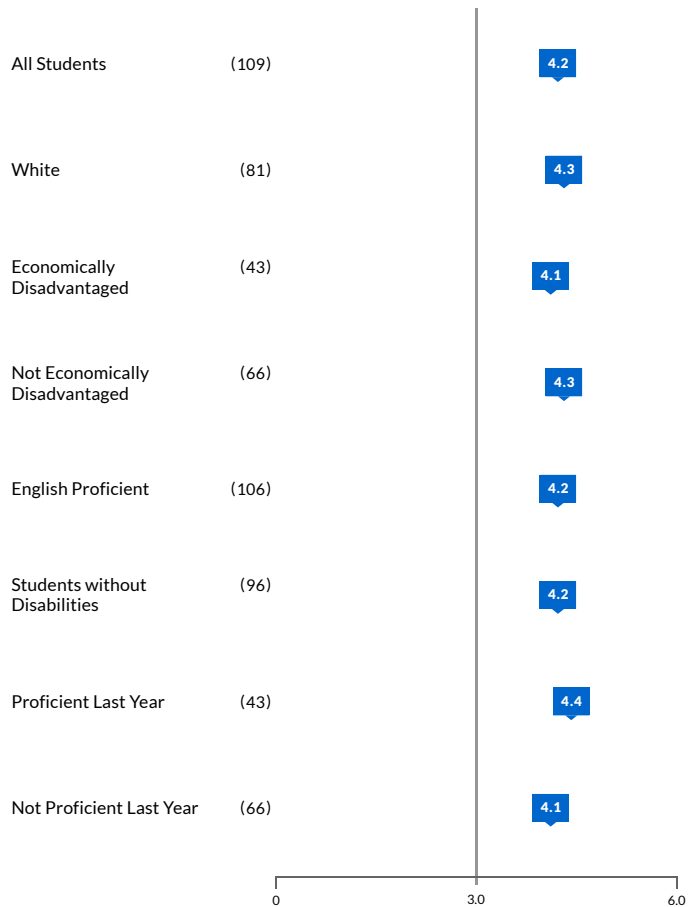 All Students (109) 4.2
White (81) 4.3
Economically (43) 4.1
Disadvantaged
Not Economically (66) 4.3
Disadvantaged
English Proficient (106) 4.2
Students without (96) 4.2
Disabilities
Proficient Last Year (43) 4.4
Not Proficient Last Year (66) 4.1
0 3.0 6.0